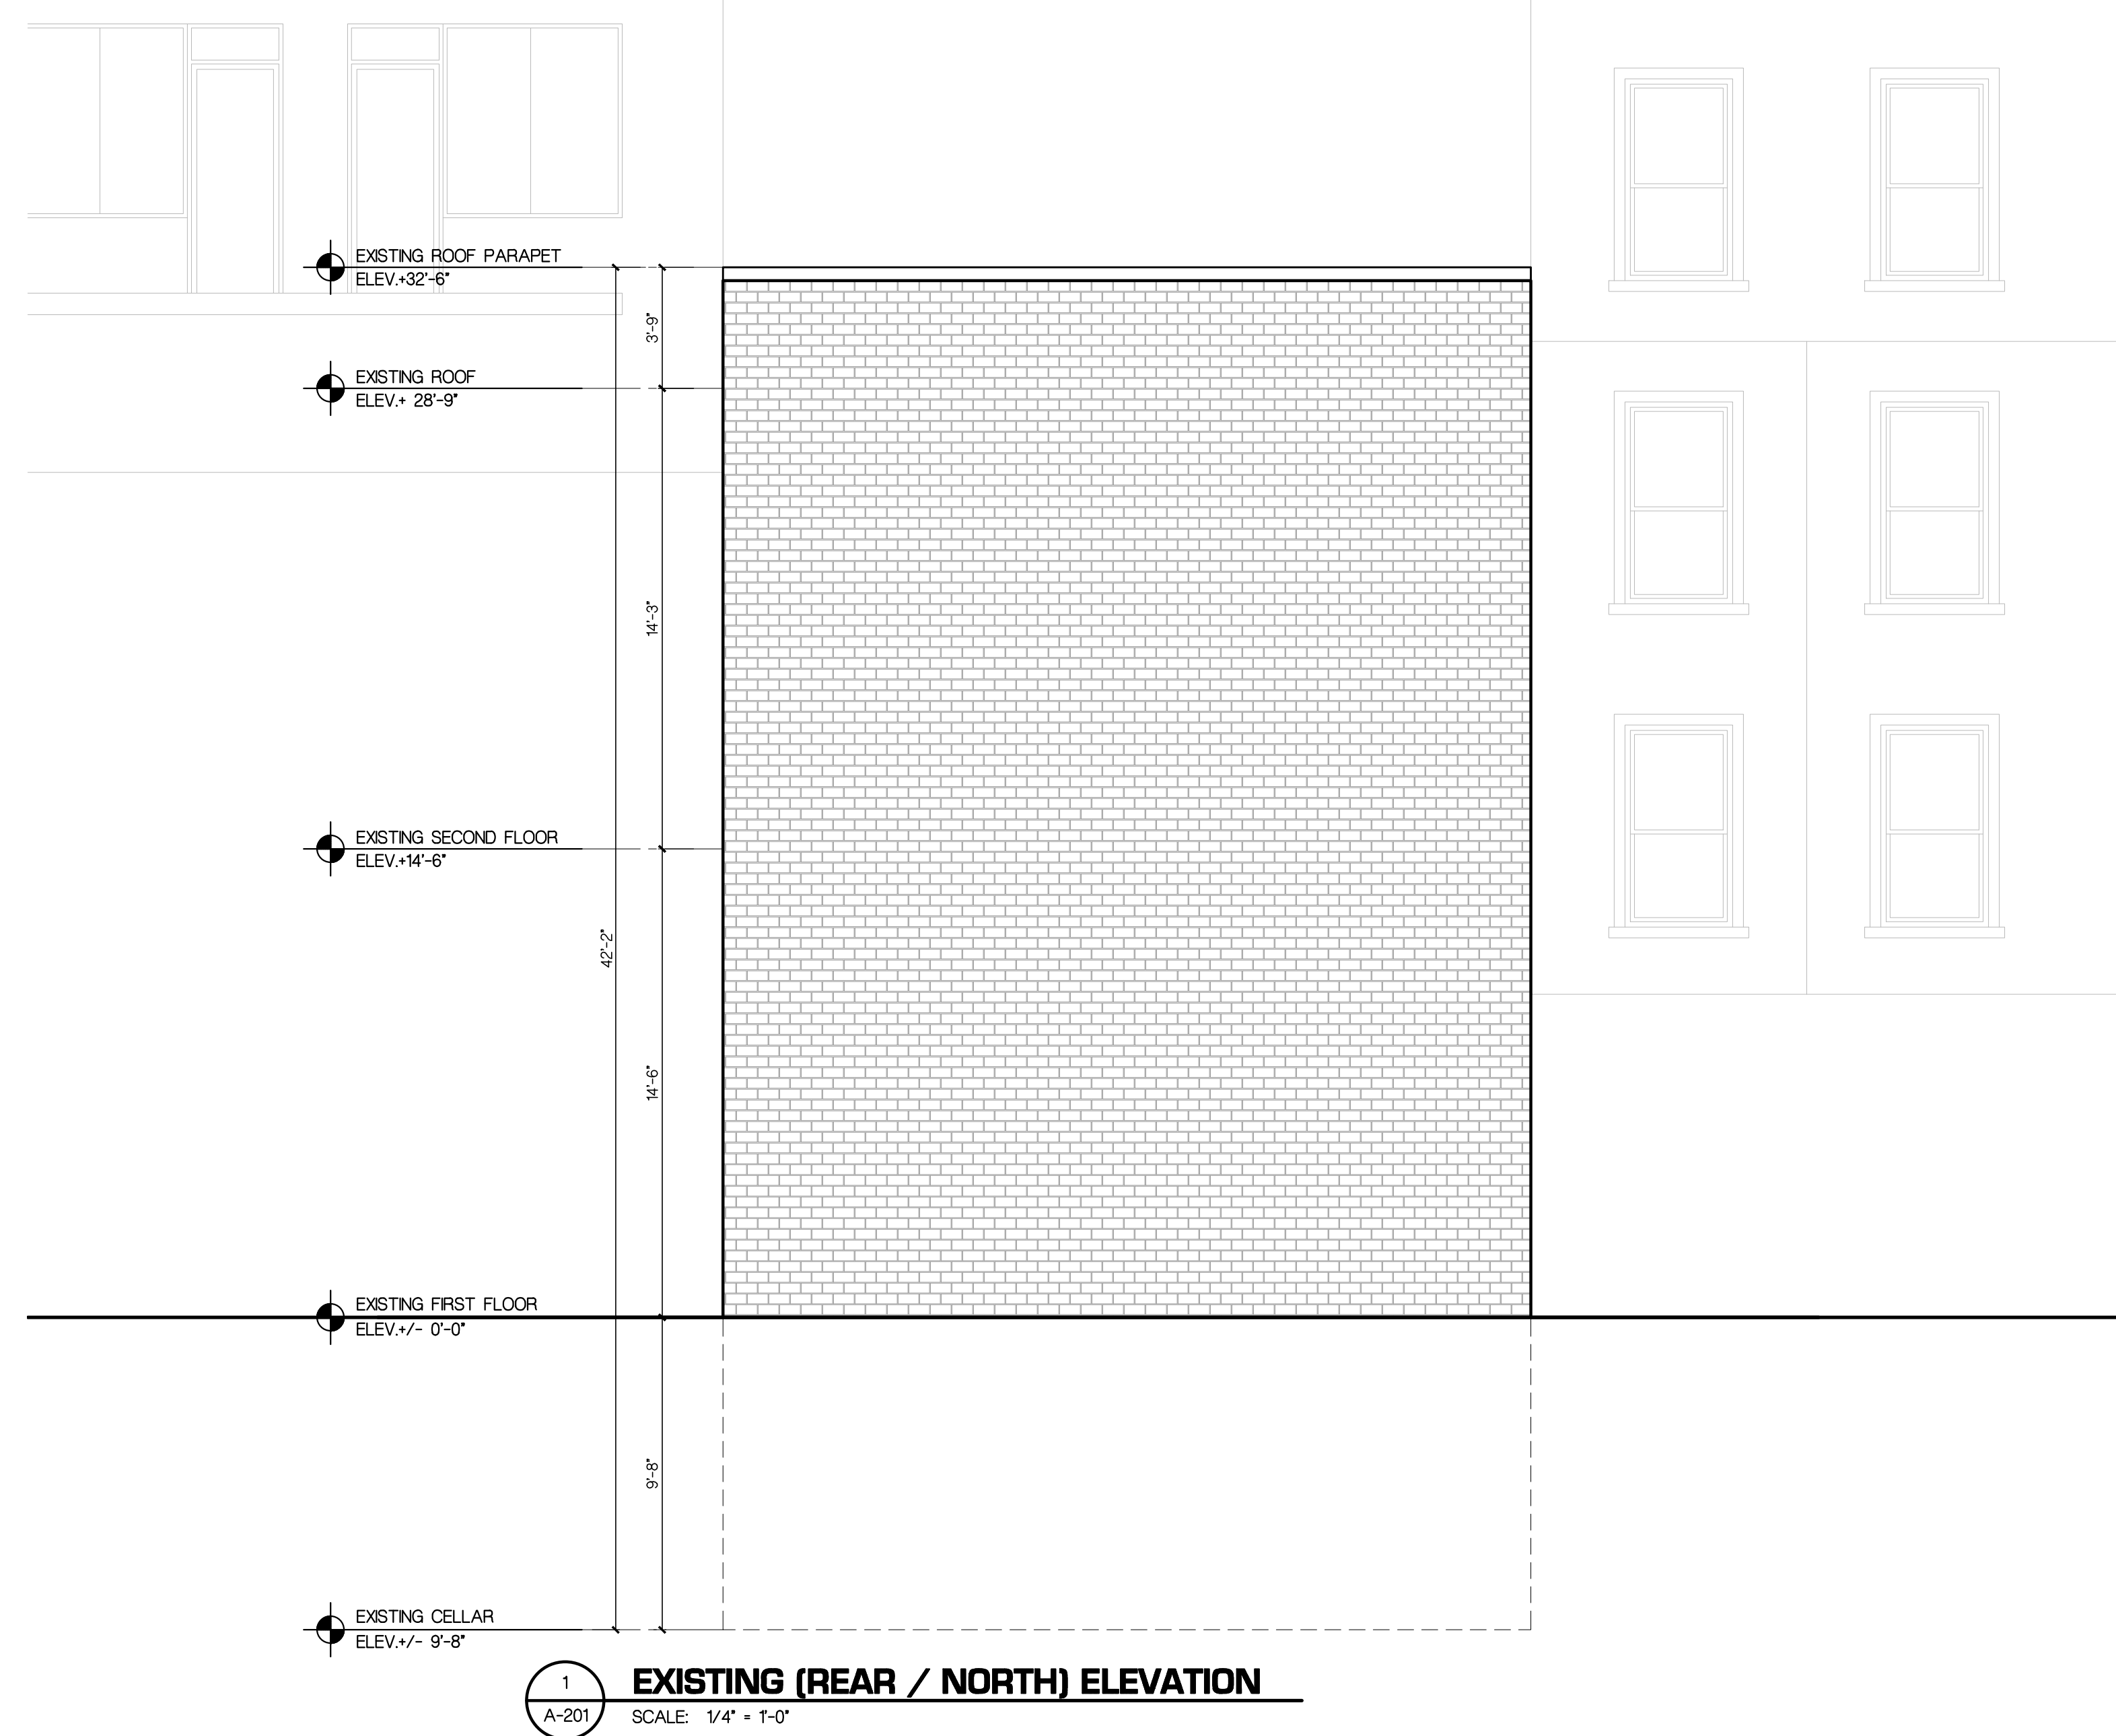 EXISTING ROOF PARAPET
ELEV.+32'-6"
3'-9"
EXISTING ROOF
ELEV.+ 28'-9"
14'-3"
EXISTING SECOND FLOOR
ELEV.+14'-6"
42'-2"
14'-6"
EXISTING FIRST FLOOR
ELEV.+/- 0'-0"
9'-8"
EXISTING CELLAR
ELEV.+/- 9'-8"
1
EXISTING (REAR / NORTH) ELEVATION
A-201
SCALE: 1/4" = 1'-0"